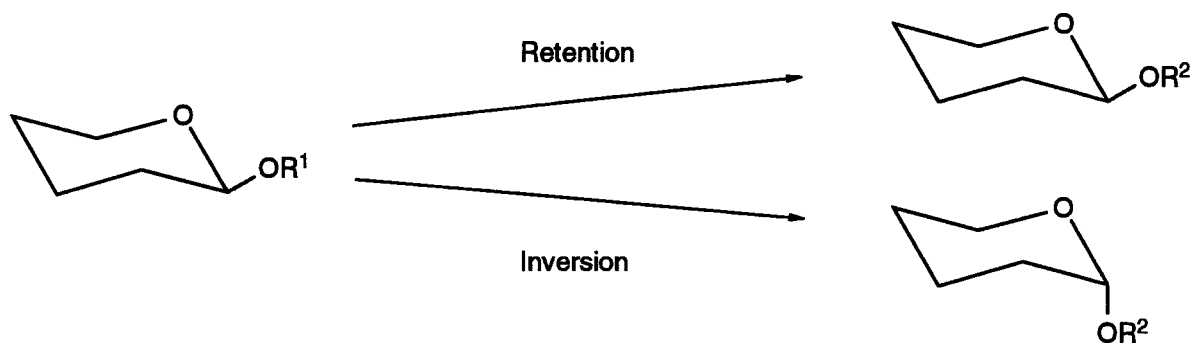 O
Retention
OR²
O
OR¹
O
Inversion
OR²